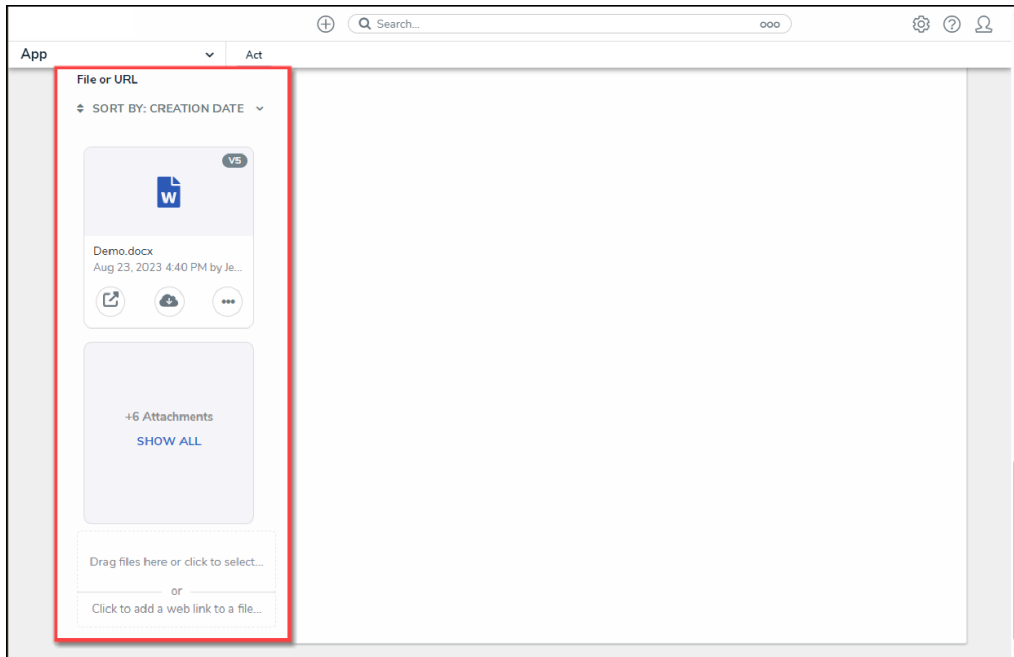 Search...
ooo
App
Act
File or URL
SORT BY: CREATION DATE
V5
W
Demo.docx
Aug 23, 2023 4:40 PM by Je...
+6 Attachments
SHOW ALL
Drag files here or click to select...
or
Click to add a web link to a file...